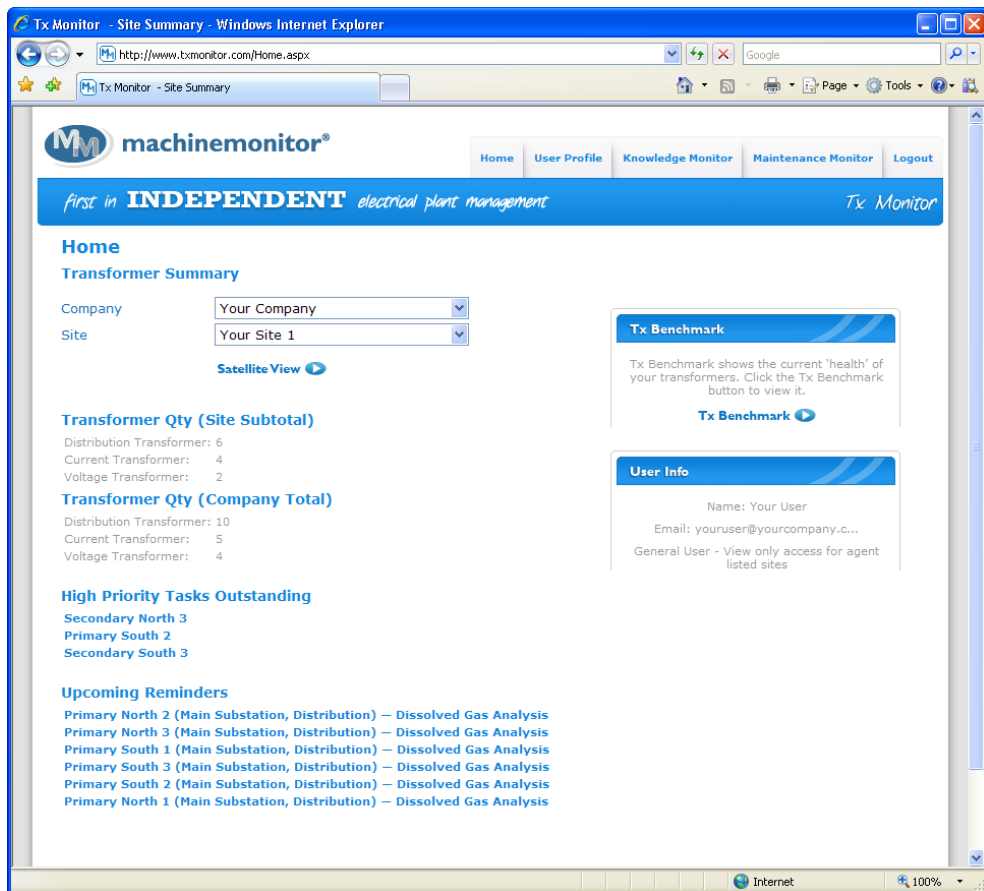 Tx Monitor - Site Summary - Windows Internet Explorer
http://www.txmonitor.com/Home.aspx
Google
Tx Monitor - Site Summary
Page
Tools
MM machinemonitor®
Home User Profile Knowledge Monitor Maintenance Monitor Logout
first in INDEPENDENT electrical plant management
Tx Monitor
Home
Transformer Summary
Company Your Company
Site Your Site 1
Satellite View
Tx Benchmark
Tx Benchmark shows the current 'health' of
your transformers. Click the Tx Benchmark
button to view it.
Tx Benchmark
Transformer Qty (Site Subtotal)
Distribution Transformer: 6
Current Transformer: 4
Voltage Transformer: 2
Transformer Qty (Company Total)
Distribution Transformer: 10
Current Transformer: 5
Voltage Transformer: 4
User Info
Name: Your User
Email: youruser@yourcompany.c...
General User - View only access for agent
listed sites
High Priority Tasks Outstanding
Secondary North 3
Primary South 2
Secondary South 3
Upcoming Reminders
Primary North 2 (Main Substation, Distribution) — Dissolved Gas Analysis
Primary North 3 (Main Substation, Distribution) — Dissolved Gas Analysis
Primary South 1 (Main Substation, Distribution) — Dissolved Gas Analysis
Primary South 3 (Main Substation, Distribution) — Dissolved Gas Analysis
Primary South 2 (Main Substation, Distribution) — Dissolved Gas Analysis
Primary North 1 (Main Substation, Distribution) — Dissolved Gas Analysis
Internet
100%